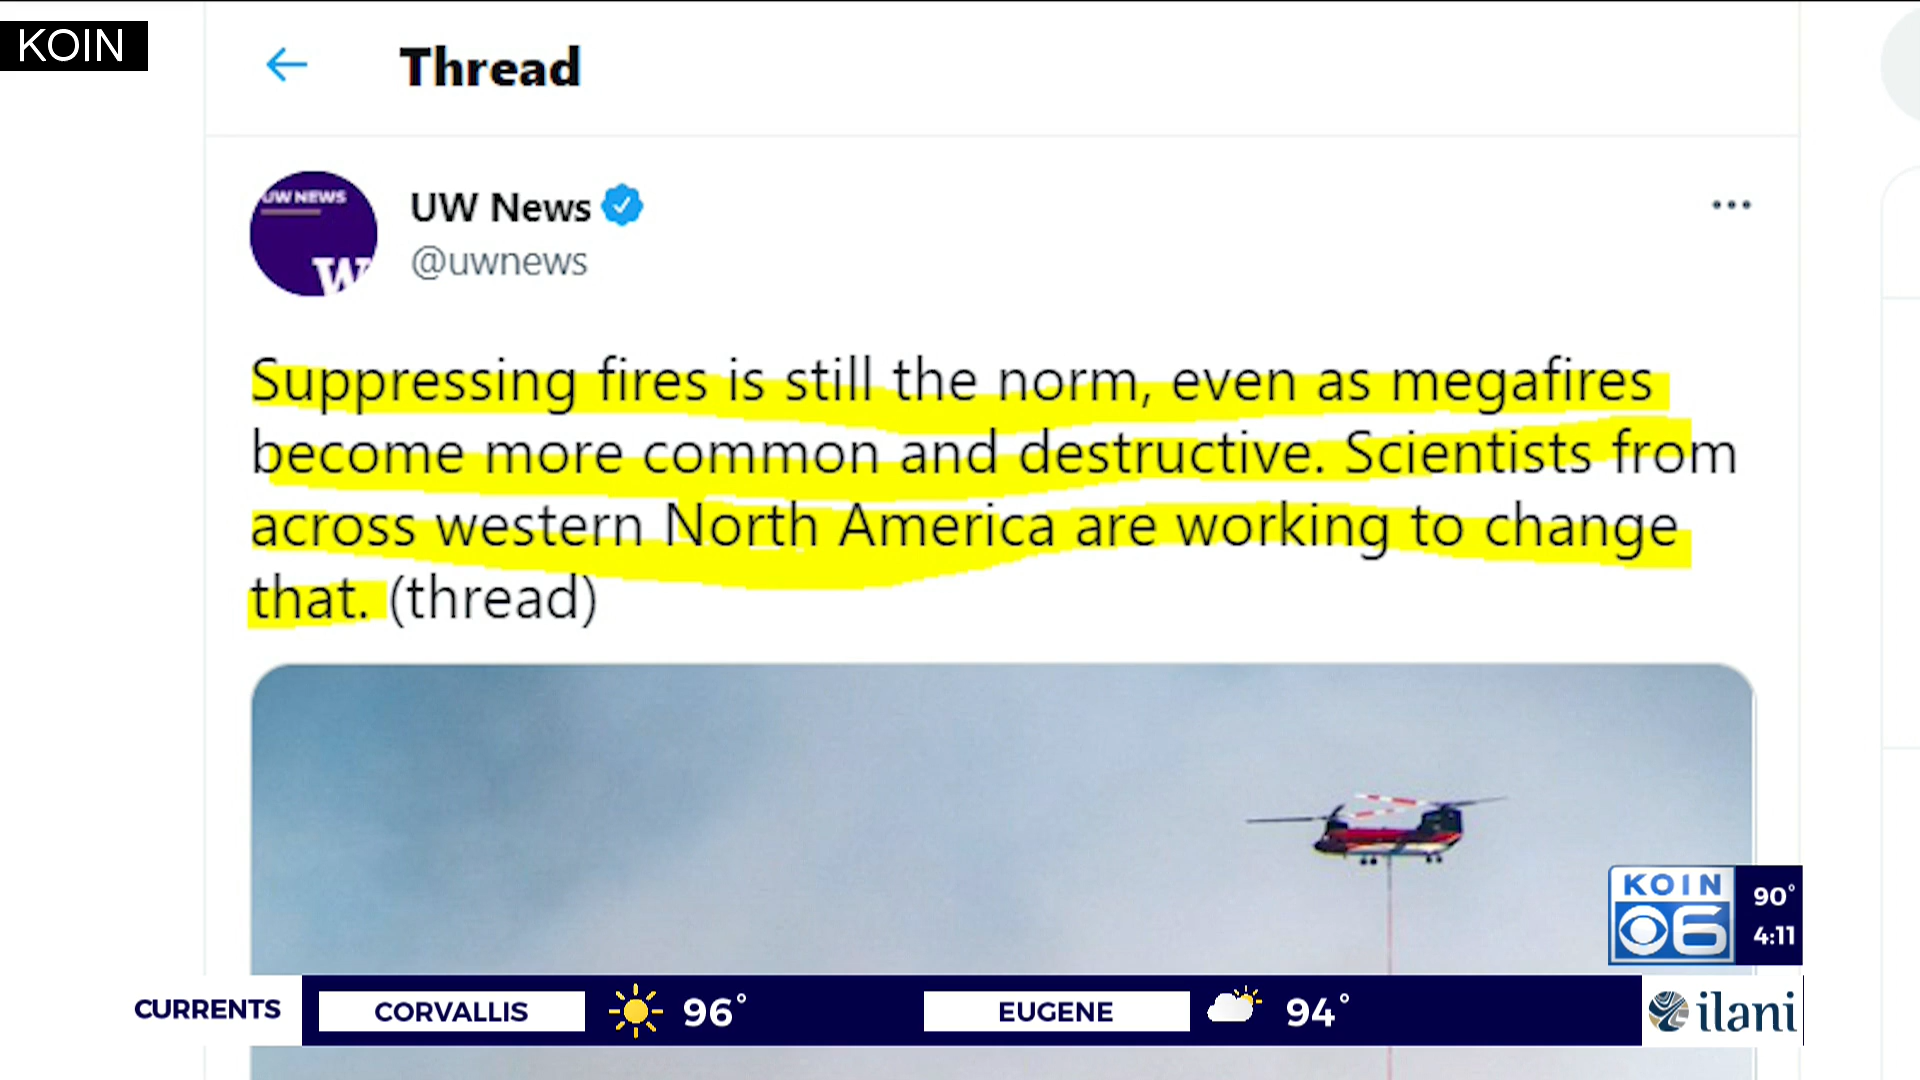 KOIN
Thread
UW NEWS
W
UW News
@uwnews
Suppressing fires is still the norm, even as megafires
become more common and destructive. Scientists from
across western North America are working to change
that. (thread)
KOIN
6
90°
4:11
CURRENTS
CORVALLIS
96°
EUGENE
94°
ilani